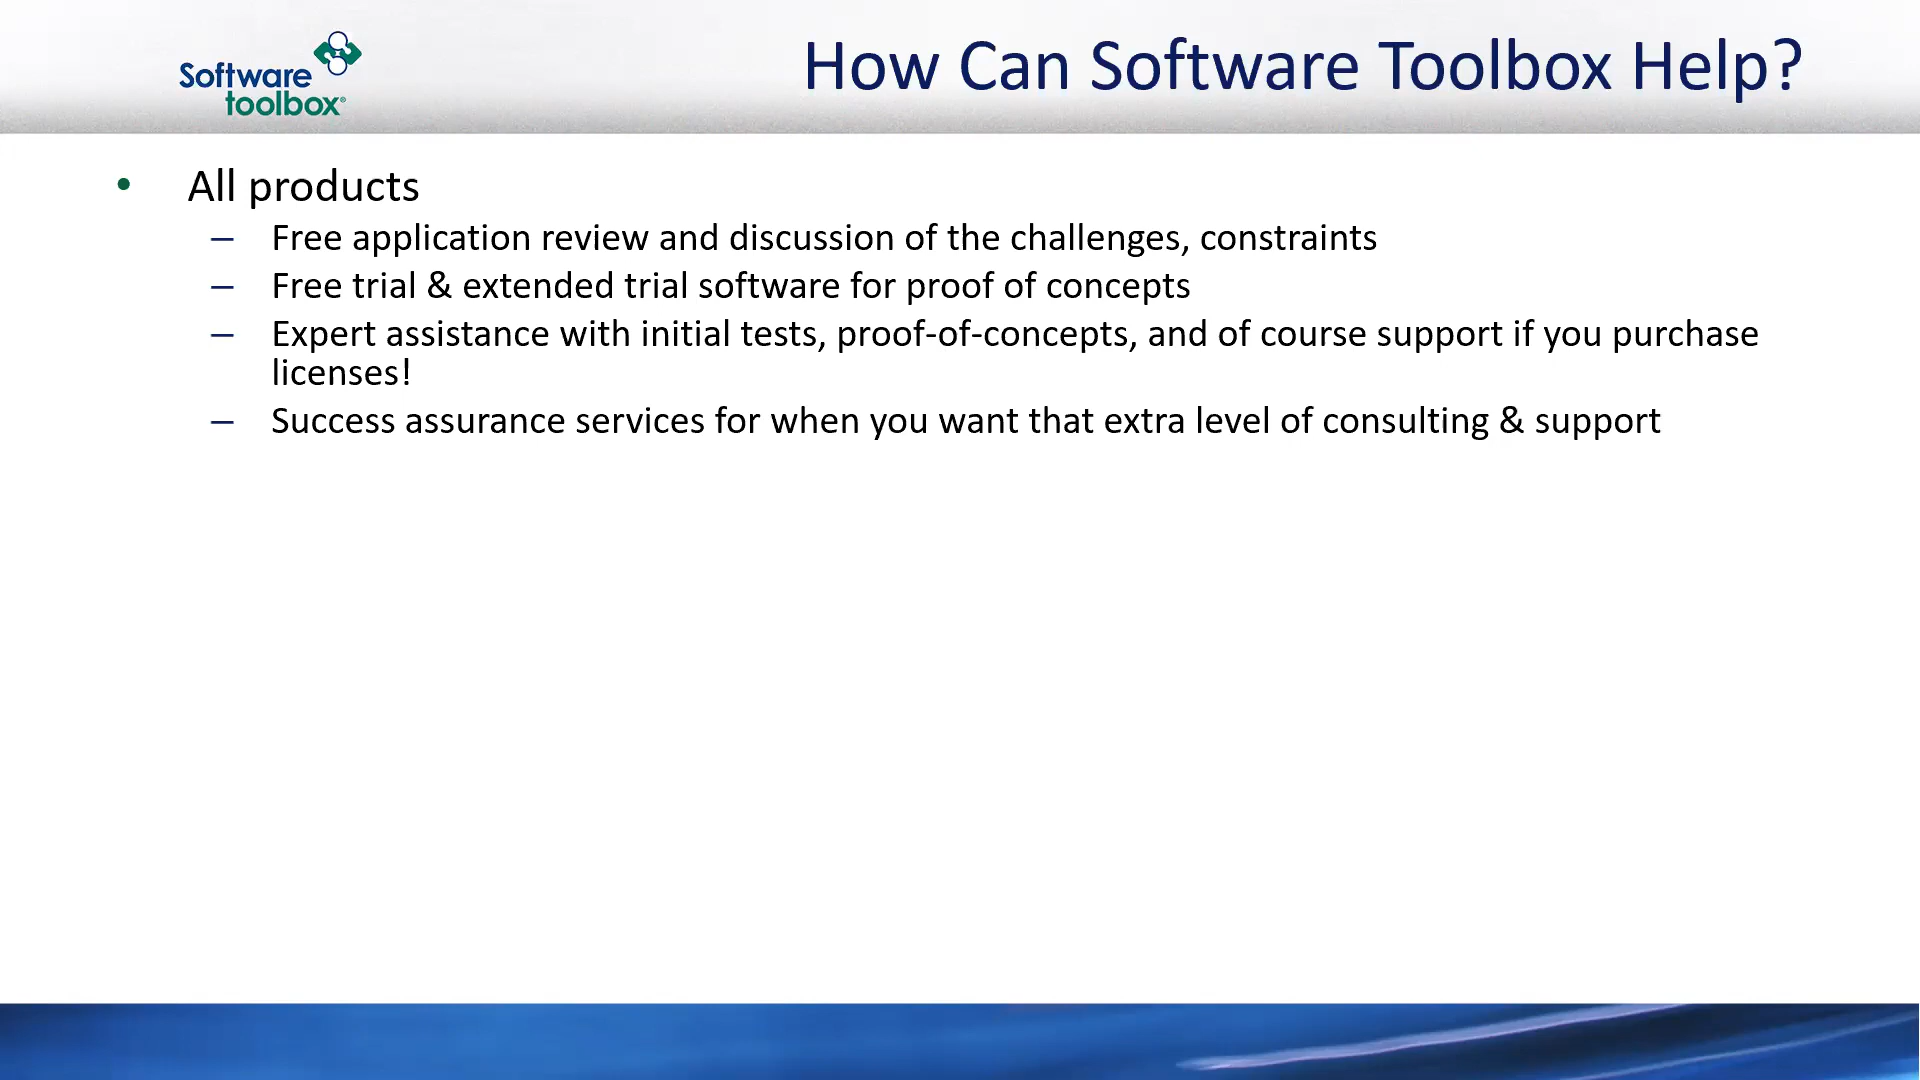 Software
toolbox®
How Can Software Toolbox Help?
• All products
– Free application review and discussion of the challenges, constraints
– Free trial & extended trial software for proof of concepts
– Expert assistance with initial tests, proof-of-concepts, and of course support if you purchase
licenses!
– Success assurance services for when you want that extra level of consulting & support